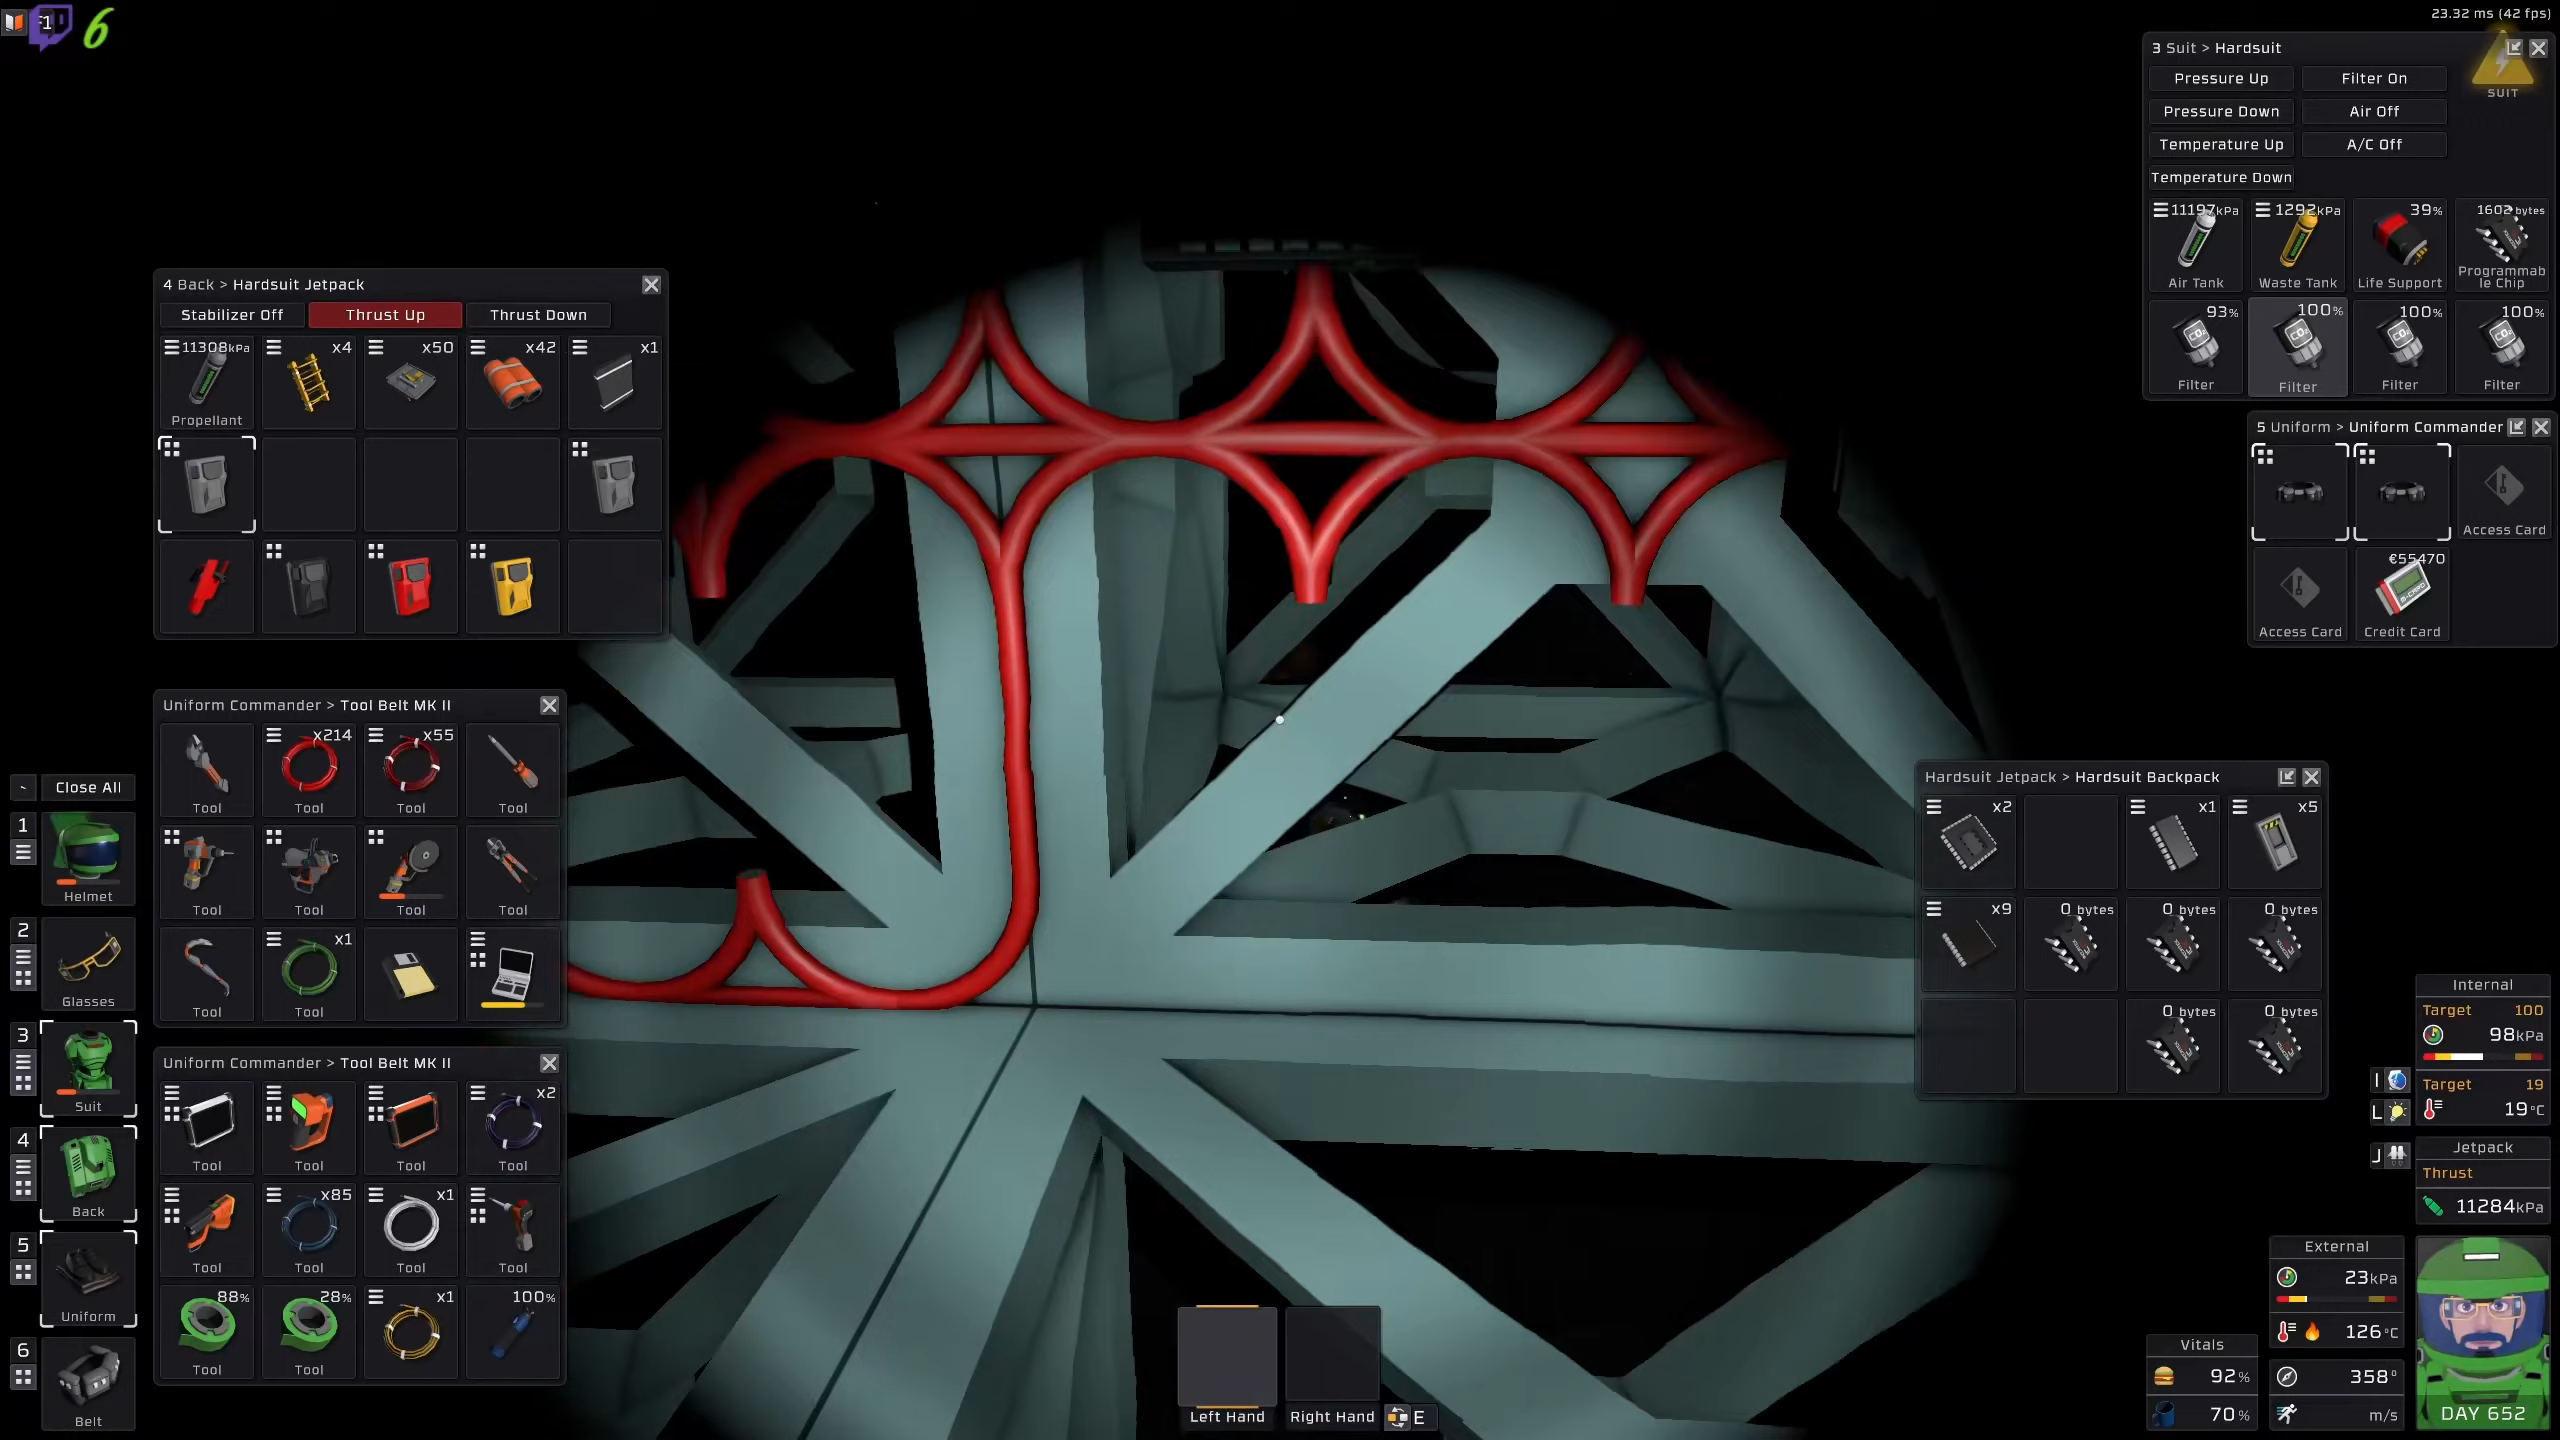 F1
6
23.32 ms (42 fps)
3 Suit > Hardsuit
Pressure Up
Filter On
SUIT
Pressure Down
Air Off
Temperature Up
A/C Off
Temperature Down
11197kPa
1292kPa
39%
1602 bytes
Air Tank
Waste Tank
Life Support
Programmab
le Chip
93%
100%
100%
100%
Filter
Filter
Filter
Filter
4 Back > Hardsuit Jetpack
Stabilizer Off
Thrust Up
Thrust Down
11308kPa
x4
x50
x42
x1
Propellant
5 Uniform > Uniform Commander
Access Card
€55470
Access Card
Credit Card
Uniform Commander > Tool Belt MK II
x214
x55
Tool
Tool
Tool
Tool
Tool
Tool
Tool
Tool
x1
Tool
Tool
Uniform Commander > Tool Belt MK II
x2
Tool
Tool
Tool
Tool
x85
x1
Tool
Tool
Tool
Tool
88%
28%
x1
100%
Tool
Tool
~
Close All
1
Helmet
2
Glasses
3
Suit
4
Back
5
Uniform
6
Belt
Hardsuit Jetpack > Hardsuit Backpack
x2
x1
x5
x9
0 bytes
0 bytes
0 bytes
0 bytes
0 bytes
Internal
Target 100
98kPa
Target 19
19°C
I
L
J
Jetpack
Thrust
11284kPa
External
23kPa
126°C
358°
m/s
Vitals
92%
70%
DAY 652
Left Hand
Right Hand
E